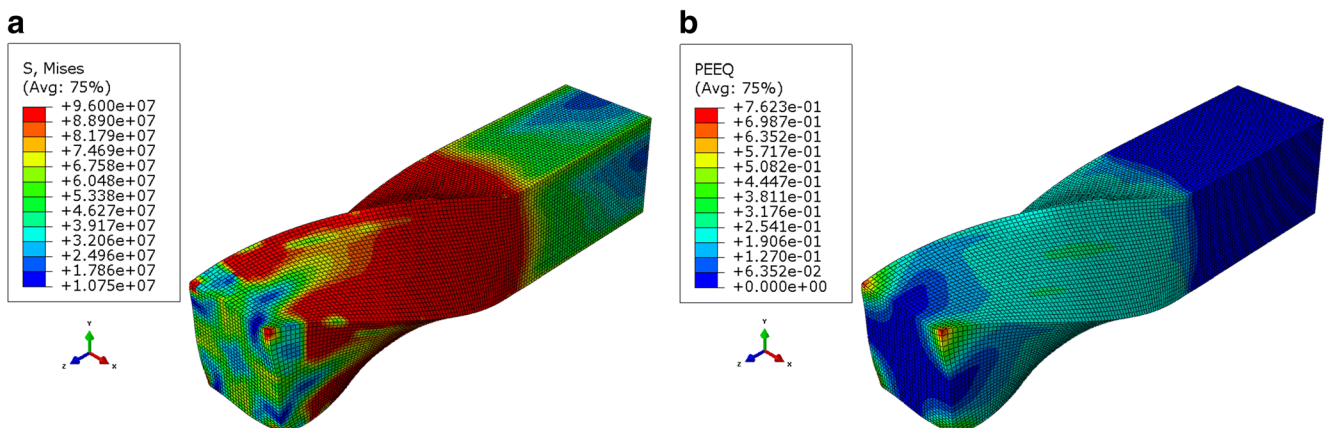 a
S, Mises
(Avg: 75%)
+9.600e+07
+8.890e+07
+8.179e+07
+7.469e+07
+6.758e+07
+6.048e+07
+5.338e+07
+4.627e+07
+3.917e+07
+3.206e+07
+2.496e+07
+1.786e+07
+1.075e+07
Y
Z
X
b
PEEQ
(Avg: 75%)
+7.623e-01
+6.987e-01
+6.352e-01
+5.717e-01
+5.082e-01
+4.447e-01
+3.811e-01
+3.176e-01
+2.541e-01
+1.906e-01
+1.270e-01
+6.352e-02
+0.000e+00
Y
Z
X